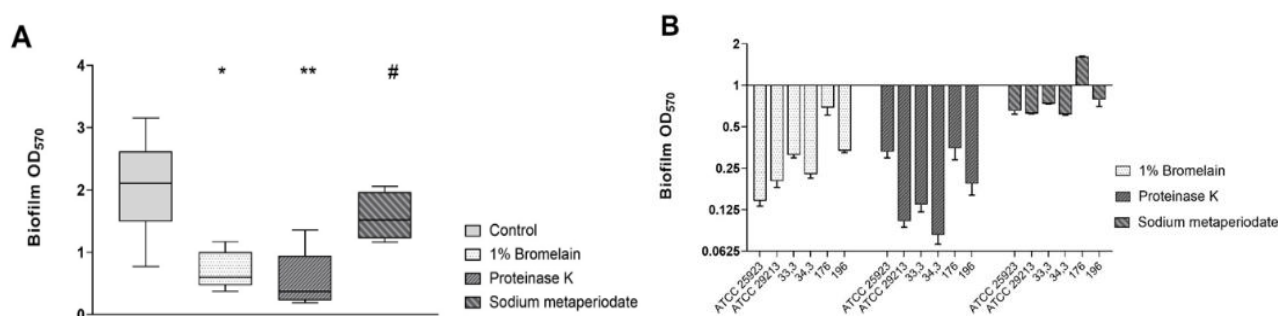 A
Biofilm OD570
4
3
2
1
0
* ** #
Control
1% Bromelain
Proteinase K
Sodium metaperiodate
B
Biofilm OD570
2
1
0.5
0.25
0.125
0.0625
ATCC 25923
ATCC 29213
33,3
34,3
176
196
ATCC 25923
ATCC 29213
33,3
34,3
176
196
ATCC 25923
ATCC 29213
33,3
34,3
176
196
1% Bromelain
Proteinase K
Sodium metaperiodate